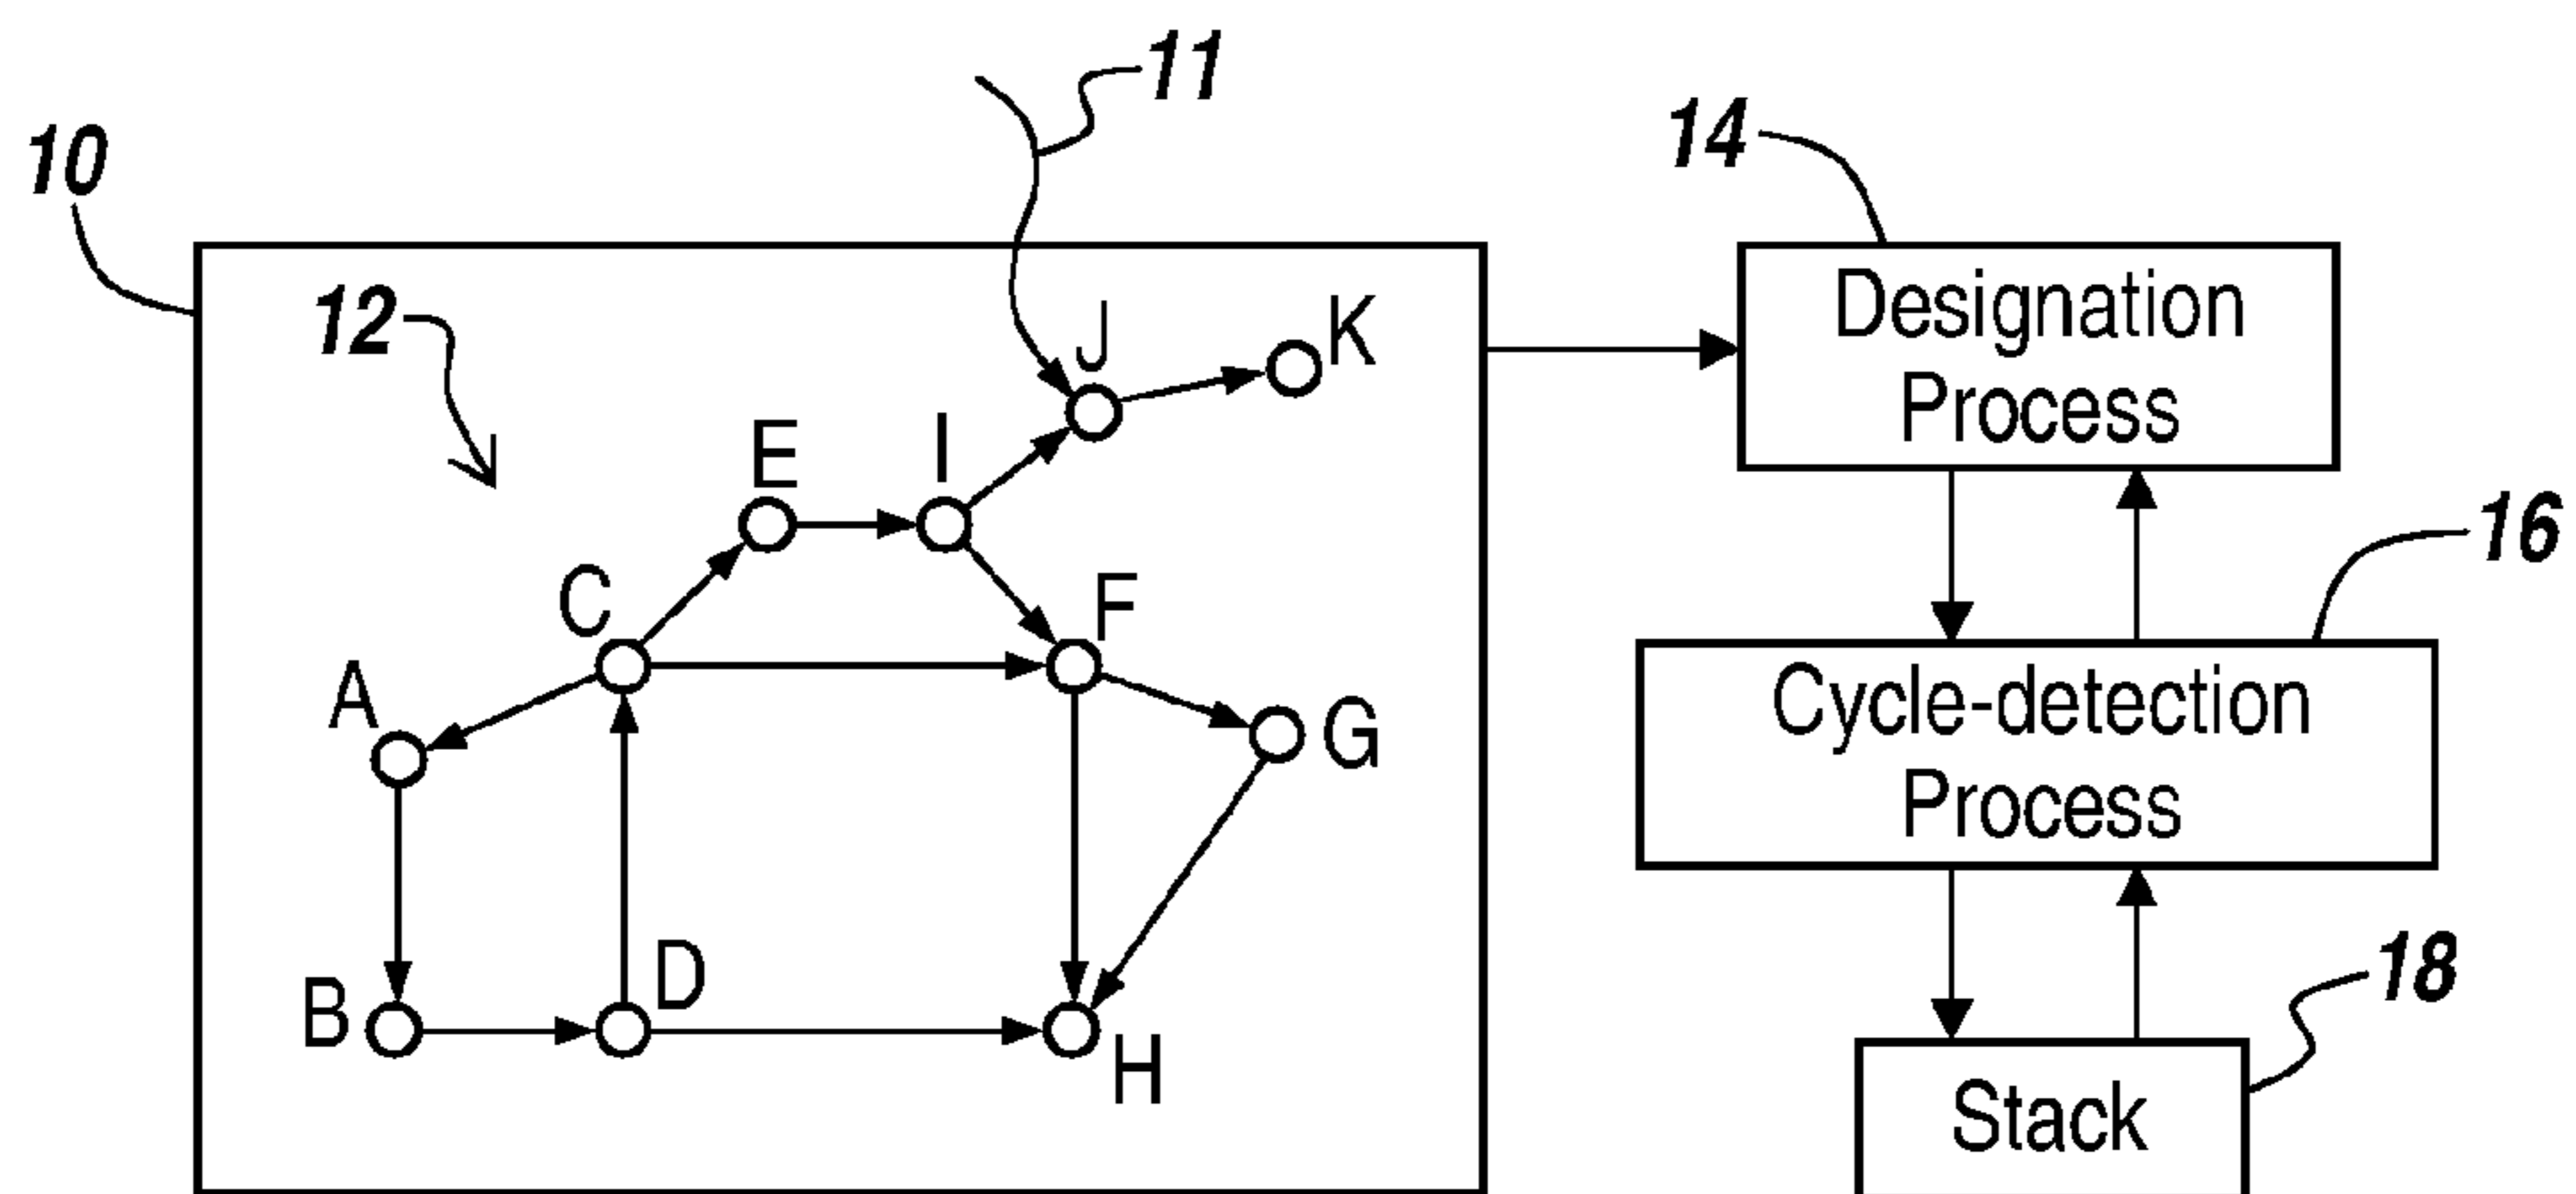 11
10
14
Designation
Process
12
J
K
E
I
16
C
F
Cycle-detection
Process
A
G
18
B
D
H
Stack